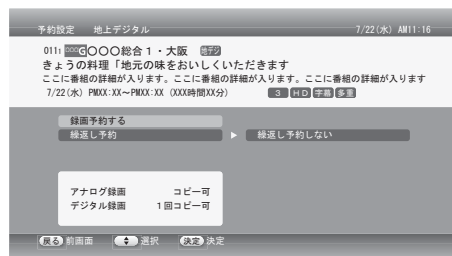 予約設定 地上デジタル 7/22(水) AM11:16
011: ○○○G○○○総合1・大阪 地デジ
きょうの料理「地元の味をおいしくいただきます
ここに番組の詳細が入ります。ここに番組の詳細が入ります。ここに番組の詳細が入ります
7/22(水) PMXX:XX~PMXX:XX (XXX時間XX分) 3 HD 字幕 多重
録画予約する
繰返し予約 ▶ 繰返し予約しない
アナログ録画 コピー可
デジタル録画 1回コピー可
戻る 前画面 選択 決定 決定